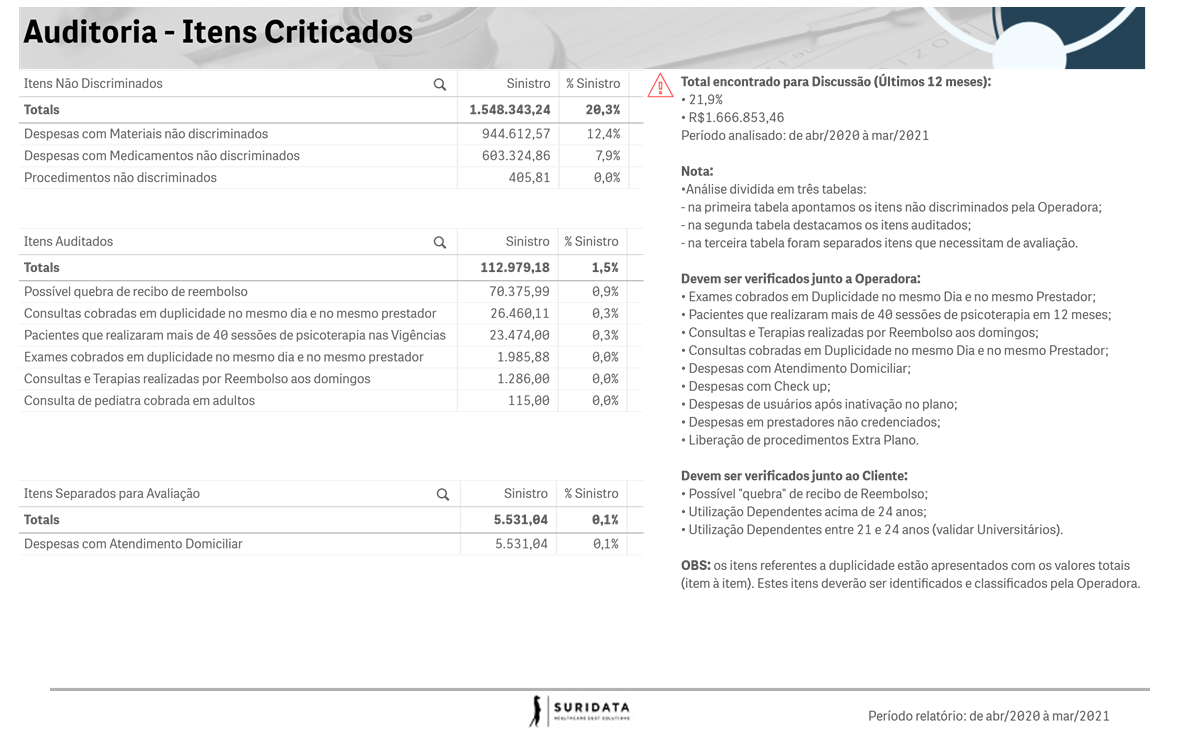 Auditoria - Itens Criticados
Itens Não Discriminados Sinistro % Sinistro
Totals 1.548.343,24 20,3%
Despesas com Materiais não discriminados 944.612,57 12,4%
Despesas com Medicamentos não discriminados 603.324,86 7,9%
Procedimentos não discriminados 405,81 0,0%
Itens Auditados Sinistro % Sinistro
Totals 112.979,18 1,5%
Possível quebra de recibo de reembolso 70.375,99 0,9%
Consultas cobradas em duplicidade no mesmo dia e no mesmo prestador 26.460,11 0,3%
Pacientes que realizaram mais de 40 sessões de psicoterapia nas Vigências 23.474,00 0,3%
Exames cobrados em duplicidade no mesmo dia e no mesmo prestador 1.985,88 0,0%
Consultas e Terapias realizadas por Reembolso aos domingos 1.286,00 0,0%
Consulta de pediatra cobrada em adultos 115,00 0,0%
Itens Separados para Avaliação Sinistro % Sinistro
Totals 5.531,04 0,1%
Despesas com Atendimento Domiciliar 5.531,04 0,1%
Total encontrado para Discussão (Últimos 12 meses):
• 21,9%
• R$1.666.853,46
Período analisado: de abr/2020 à mar/2021
Nota:
•Análise dividida em três tabelas:
- na primeira tabela apontamos os itens não discriminados pela Operadora;
- na segunda tabela destacamos os itens auditados;
- na terceira tabela foram separados itens que necessitam de avaliação.
Devem ser verificados junto a Operadora:
• Exames cobrados em Duplicidade no mesmo Dia e no mesmo Prestador;
• Pacientes que realizaram mais de 40 sessões de psicoterapia em 12 meses;
• Consultas e Terapias realizadas por Reembolso aos domingos;
• Consultas cobradas em Duplicidade no mesmo Dia e no mesmo Prestador;
• Despesas com Atendimento Domiciliar;
• Despesas com Check up;
• Despesas de usuários após inativação no plano;
• Despesas em prestadores não credenciados;
• Liberação de procedimentos Extra Plano.
Devem ser verificados junto ao Cliente:
• Possível "quebra" de recibo de Reembolso;
• Utilização Dependentes acima de 24 anos;
• Utilização Dependentes entre 21 e 24 anos (validar Universitários).
OBS: os itens referentes a duplicidade estão apresentados com os valores totais
(item à item). Estes itens deverão ser identificados e classificados pela Operadora.
SURIDATA
HEALTHCARE BEST SOLUTIONS
Período relatório: de abr/2020 à mar/2021